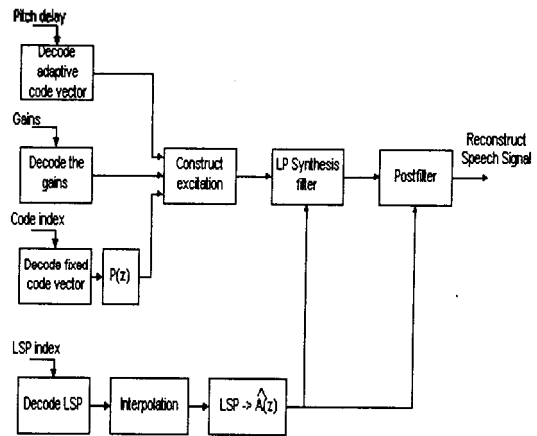 Pitch delay
Decode
adaptive
code vector
Gains
Decode the
gains
Construct
excitation
LP Synthesis
filter
Postfilter
Reconstruct
Speech Signal
Code index
Decode fixed
code vector
P(z)
LSP index
Decode LSP
Interpolation
LSP -> Â(z)